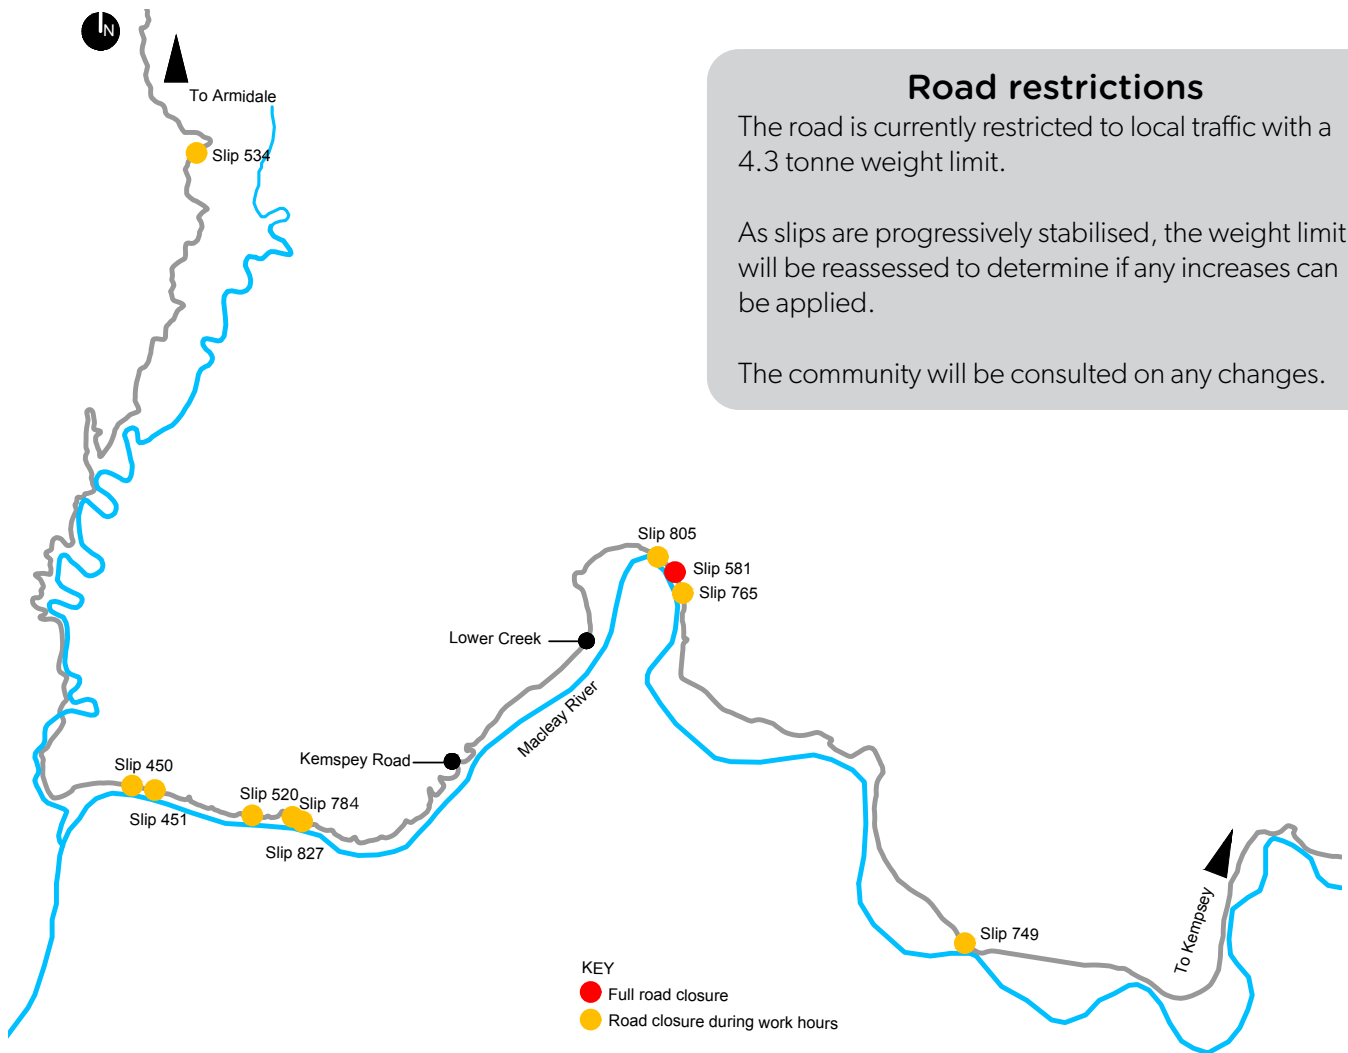 N
To Armidale
Slip 534
Road restrictions
The road is currently restricted to local traffic with a
4.3 tonne weight limit.
As slips are progressively stabilised, the weight limit
will be reassessed to determine if any increases can
be applied.
The community will be consulted on any changes.
Slip 805
Slip 581
Slip 765
Lower Creek
Macleay River
Kemspey Road
Slip 450
Slip 451
Slip 520
Slip 784
Slip 827
To Kempsey
Slip 749
KEY
Full road closure
Road closure during work hours